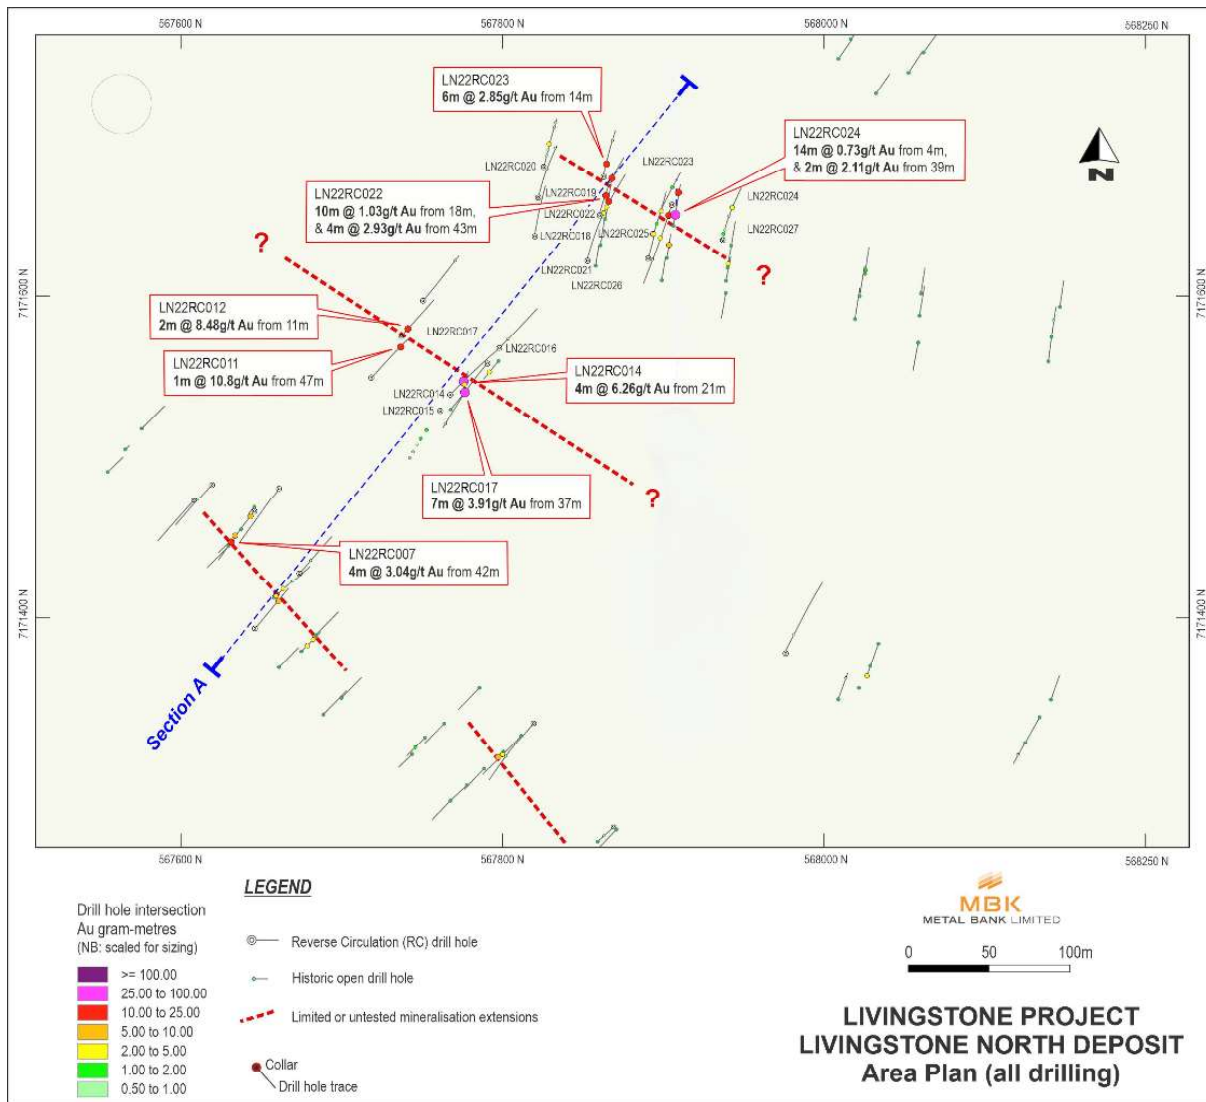 567600 N
567800 N
568000 N
568250 N
LN22RC023
6m @ 2.85g/t Au from 14m
LN22RC024
14m @ 0.73g/t Au from 4m,
& 2m @ 2.11g/t Au from 39m
N
LN22RC020
LN22RC023
LN22RC022
10m @ 1.03g/t Au from 18m,
& 4m @ 2.93g/t Au from 43m
LN22RC019
LN22RC024
LN22RC022
LN22RC018
LN22RC025
LN22RC027
LN22RC021
LN22RC026
?
?
7171600 N
7171600 N
LN22RC012
2m @ 8.48g/t Au from 11m
LN22RC017
LN22RC016
LN22RC011
1m @ 10.8g/t Au from 47m
LN22RC014
4m @ 6.26g/t Au from 21m
LN22RC014
LN22RC015
LN22RC017
7m @ 3.91g/t Au from 37m
?
LN22RC007
4m @ 3.04g/t Au from 42m
7171400 N
7171400 N
Section A
567600 N
567800 N
568000 N
568250 N
LEGEND
Drill hole intersection
Au gram-metres
(NB: scaled for sizing)
>= 100.00
25.00 to 100.00
10.00 to 25.00
5.00 to 10.00
2.00 to 5.00
1.00 to 2.00
0.50 to 1.00
Reverse Circulation (RC) drill hole
Historic open drill hole
Limited or untested mineralisation extensions
Collar
Drill hole trace
MBK
METAL BANK LIMITED
0 50 100m
LIVINGSTONE PROJECT
LIVINGSTONE NORTH DEPOSIT
Area Plan (all drilling)